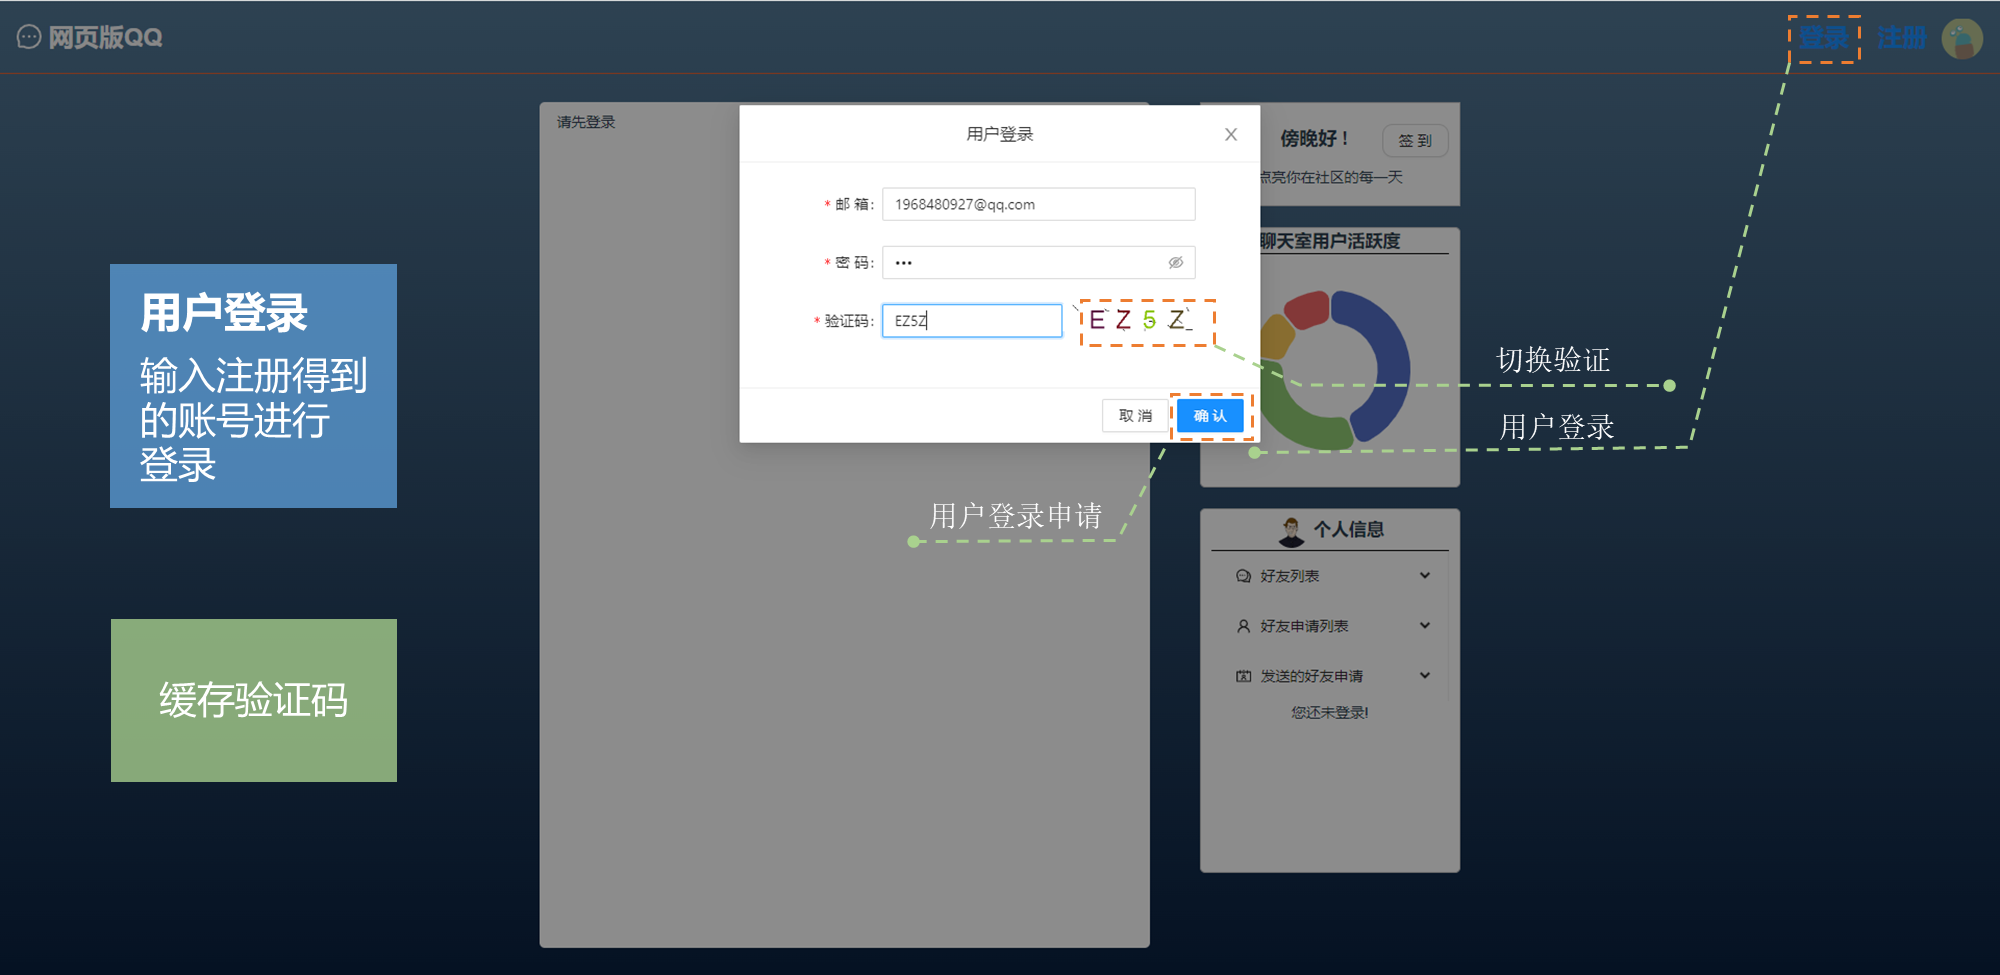 网页版QQ
登录
注册
请先登录
用户登录
X
* 邮 箱:
1968480927@qq.com
* 密 码:
•••
* 验证码:
EZ5Z
E Z 5 Z
取 消
确 认
傍晚好！
签 到
点亮你在社区的每一天
聊天室用户活跃度
切换验证
用户登录
用户登录申请
个人信息
好友列表
好友申请列表
发送的好友申请
您还未登录!
用户登录
输入注册得到
的账号进行
登录
缓存验证码